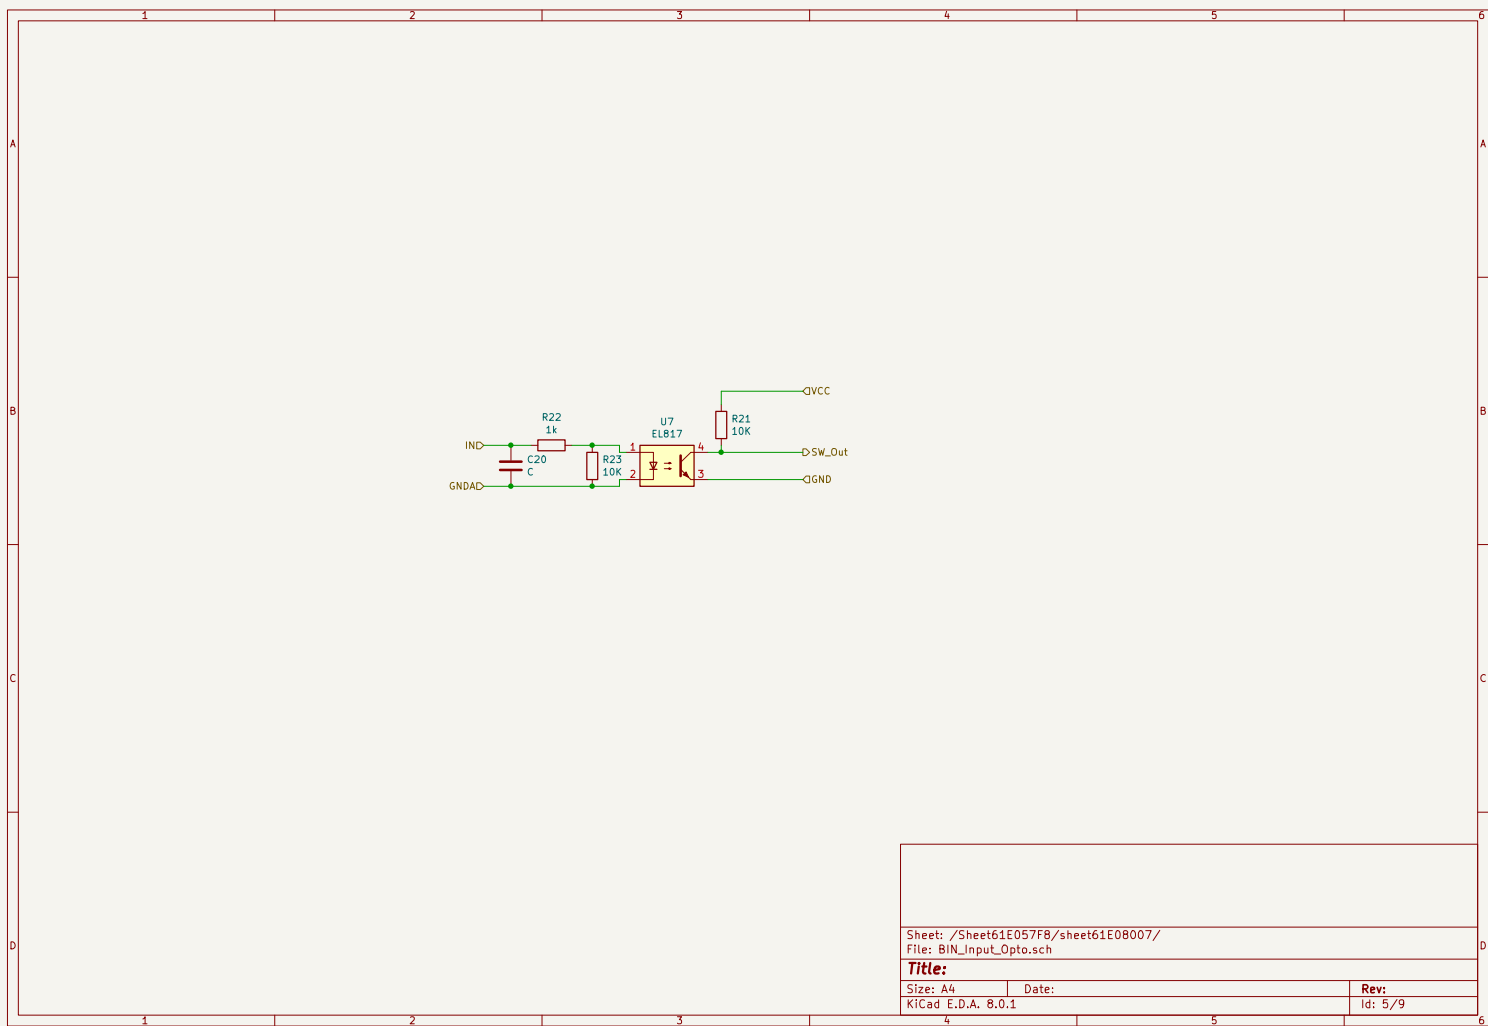 1 2 3 4 5 6
A A
B B
C C
D D
VCC
R22
1k
U7
EL817
R21
10K
IN
1
4
SW_Out
C20
C
R23
10K
2
3
GND
GNDA
Sheet: /Sheet61E057F8/sheet61E08007/
File: BIN_Input_Opto.sch
Title:
Size: A4 Date: Rev:
KiCad E.D.A. 8.0.1 Id: 5/9
1 2 3 4 5 6